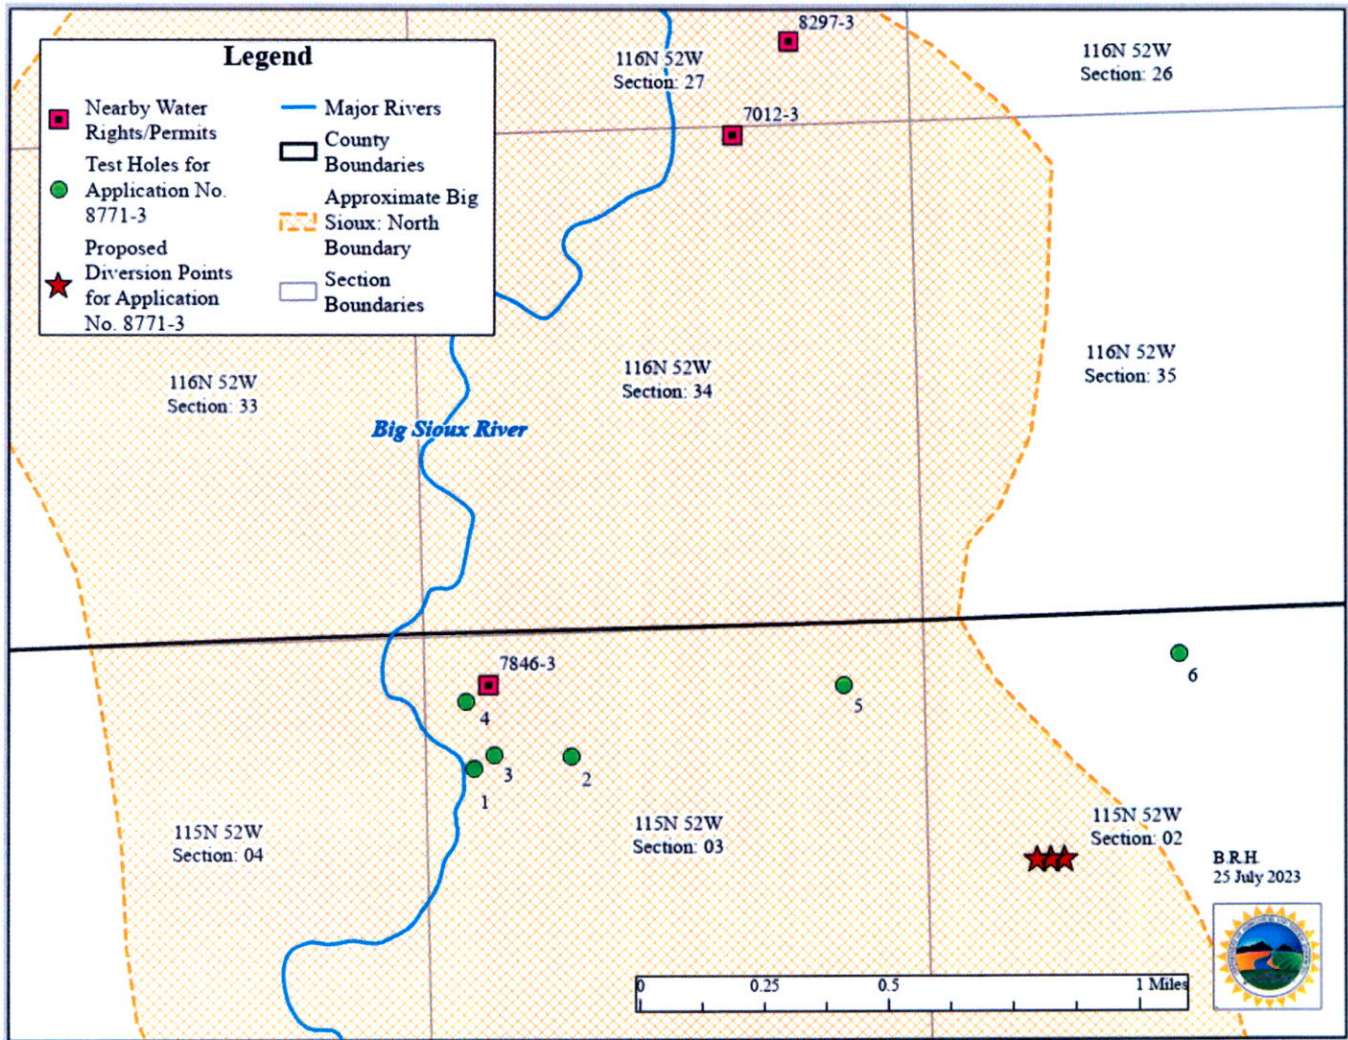 Legend
Nearby Water
Rights/Permits
Test Holes for
Application No.
8771-3
Proposed
Diversion Points
for Application
No. 8771-3
Major Rivers
County
Boundaries
Approximate Big
Sioux: North
Boundary
Section
Boundaries
8297-3
116N 52W
Section: 27
116N 52W
Section: 26
7012-3
116N 52W
Section: 33
116N 52W
Section: 34
116N 52W
Section: 35
Big Sioux River
7846-3
4
5
6
3
2
1
115N 52W
Section: 04
115N 52W
Section: 03
115N 52W
Section: 02
B.R.H.
25 July 2023
0 0.25 0.5 1 Miles